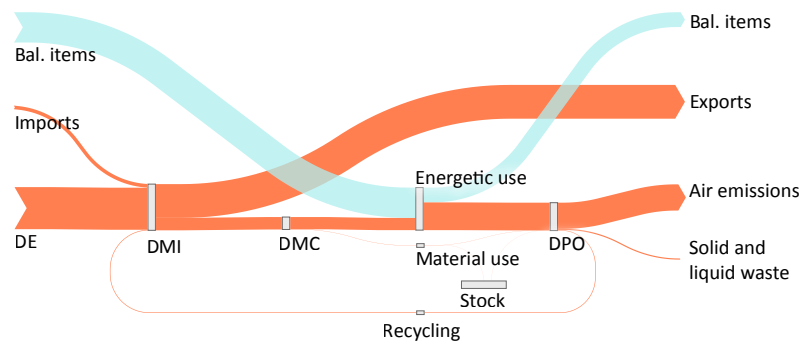 Bal. items
Bal. items
Imports
Exports
Energetic use
Air emissions
DE
DMI
DMC
DPO
Material use
Solid and
liquid waste
Stock
Recycling